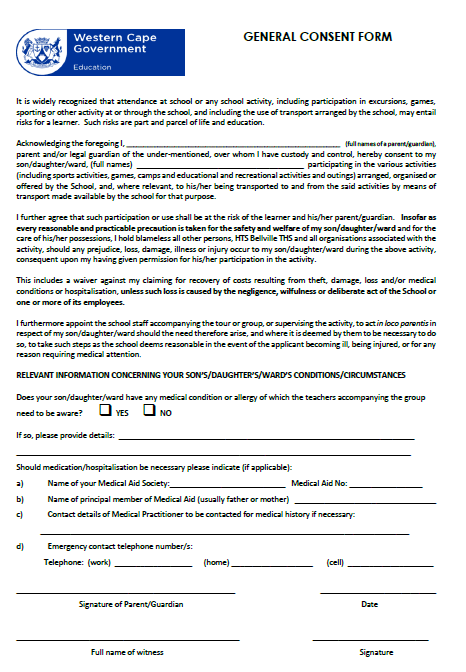 Western Cape
Government
Education
GENERAL CONSENT FORM
It is widely recognized that attendance at school or any school activity, including participation in excursions, games,
sporting or other activity at or through the school, and including the use of transport arranged by the school, may entail
risks for a learner. Such risks are part and parcel of life and education.
Acknowledging the foregoing I, ______________________ (full names of a parent/guardian),
parent and/or legal guardian of the under-mentioned, over whom I have custody and control, hereby consent to my
son/daughter/ward, (full names) ______________________ participating in the various activities
(including sports activities, games, camps and educational and recreational activities and outings) arranged, organised or
offered by the School, and, where relevant, to his/her being transported to and from the said activities by means of
transport made available by the school for that purpose.
I further agree that such participation or use shall be at the risk of the learner and his/her parent/guardian. Insofar as
every reasonable and practicable precaution is taken for the safety and welfare of my son/daughter/ward and for the
care of his/her possessions, I hold blameless all other persons, HTS Bellville THS and all organisations associated with the
activity, should any prejudice, loss, damage, illness or injury occur to my son/daughter/ward during the above activity,
consequent upon my having given permission for his/her participation in the activity.
This includes a waiver against my claiming for recovery of costs resulting from theft, damage, loss and/or medical
conditions or hospitalisation, unless such loss is caused by the negligence, wilfulness or deliberate act of the School or
one or more of its employees.
I furthermore appoint the school staff accompanying the tour or group, or supervising the activity, to act in loco parentis in
respect of my son/daughter/ward should the need therefore arise, and where it is deemed by them to be necessary to do
so, to take such steps as the school deems reasonable in the event of the applicant becoming ill, being injured, or for any
reason requiring medical attention.
RELEVANT INFORMATION CONCERNING YOUR SON'S/DAUGHTER'S/WARD'S CONDITIONS/CIRCUMSTANCES
Does your son/daughter/ward have any medical condition or allergy of which the teachers accompanying the group
need to be aware? ☐ YES ☐ NO
If so, please provide details: ______________________
Should medication/hospitalisation be necessary please indicate (if applicable):
a) Name of your Medical Aid Society:______________________ Medical Aid No: ______________________
b) Name of principal member of Medical Aid (usually father or mother) ______________________
c) Contact details of Medical Practitioner to be contacted for medical history if necessary:
d) Emergency contact telephone number/s:
Telephone: (work) ______________ (home) ______________ (cell) ______________
Signature of Parent/Guardian Date
Full name of witness Signature